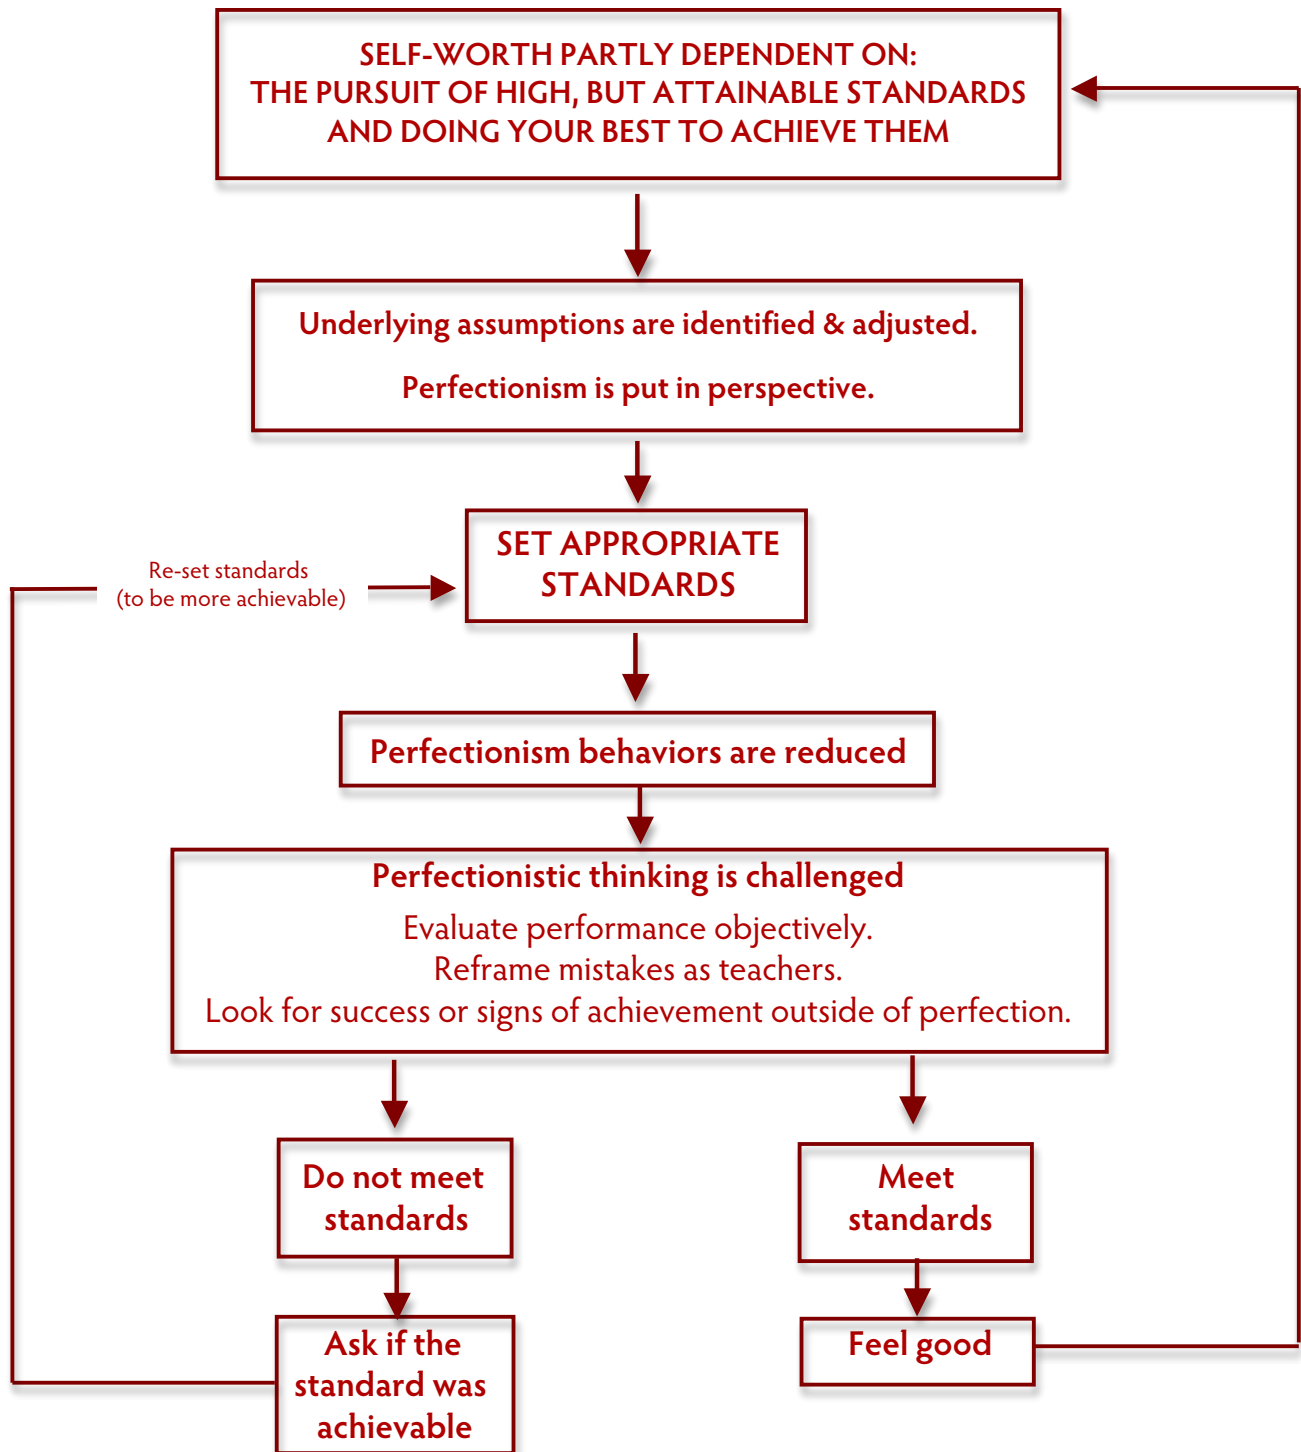 SELF-WORTH PARTLY DEPENDENT ON:
THE PURSUIT OF HIGH, BUT ATTAINABLE STANDARDS
AND DOING YOUR BEST TO ACHIEVE THEM
Underlying assumptions are identified & adjusted.
Perfectionism is put in perspective.
SET APPROPRIATE
STANDARDS
Re-set standards
(to be more achievable)
Perfectionism behaviors are reduced
Perfectionistic thinking is challenged
Evaluate performance objectively.
Reframe mistakes as teachers.
Look for success or signs of achievement outside of perfection.
Do not meet
standards
Meet
standards
Ask if the
standard was
achievable
Feel good